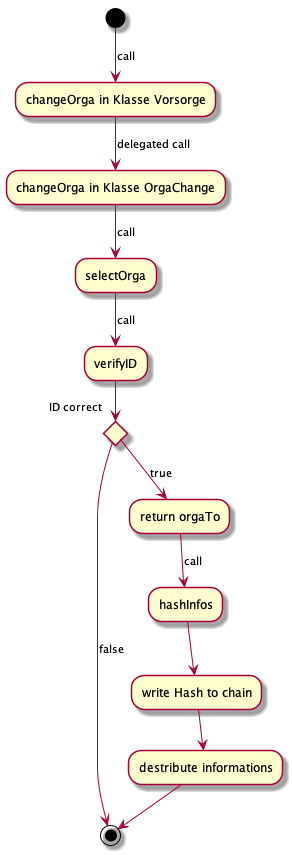 call
changeOrga in Klasse Vorsorge
delegated call
changeOrga in Klasse OrgaChange
call
selectOrga
call
verifyID
ID correct
true
return orgaTo
call
hashInfos
false
write Hash to chain
destribute informations